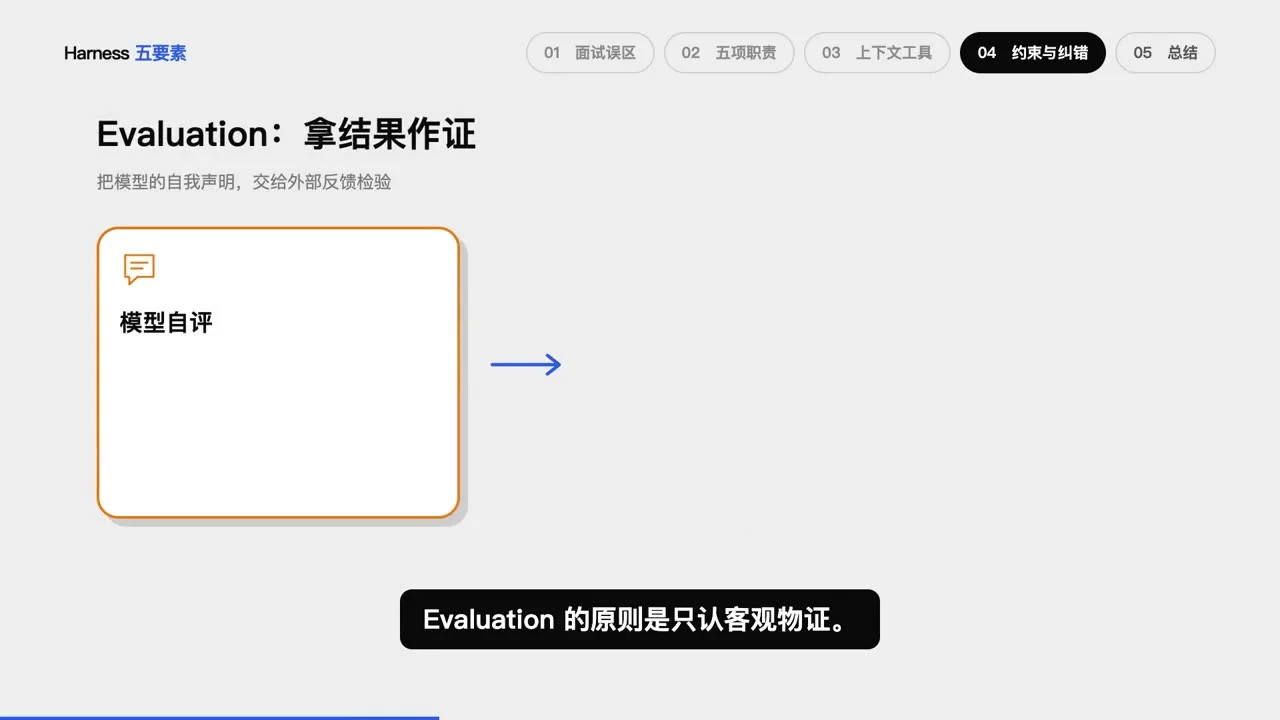 Harness 五要素
01 面试误区
02 五项职责
03 上下文工具
04 约束与纠错
05 总结
Evaluation：拿结果作证
把模型的自我声明，交给外部反馈检验
模型自评
Evaluation 的原则是只认客观物证。